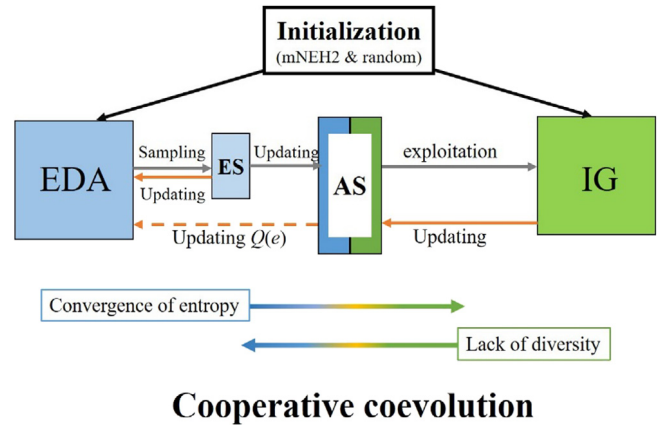 Initialization
(mNEH2 & random)
EDA
Sampling
Updating
ES
Updating
AS
exploitation
IG
Updating Q(e)
Updating
Convergence of entropy
Lack of diversity
Cooperative coevolution